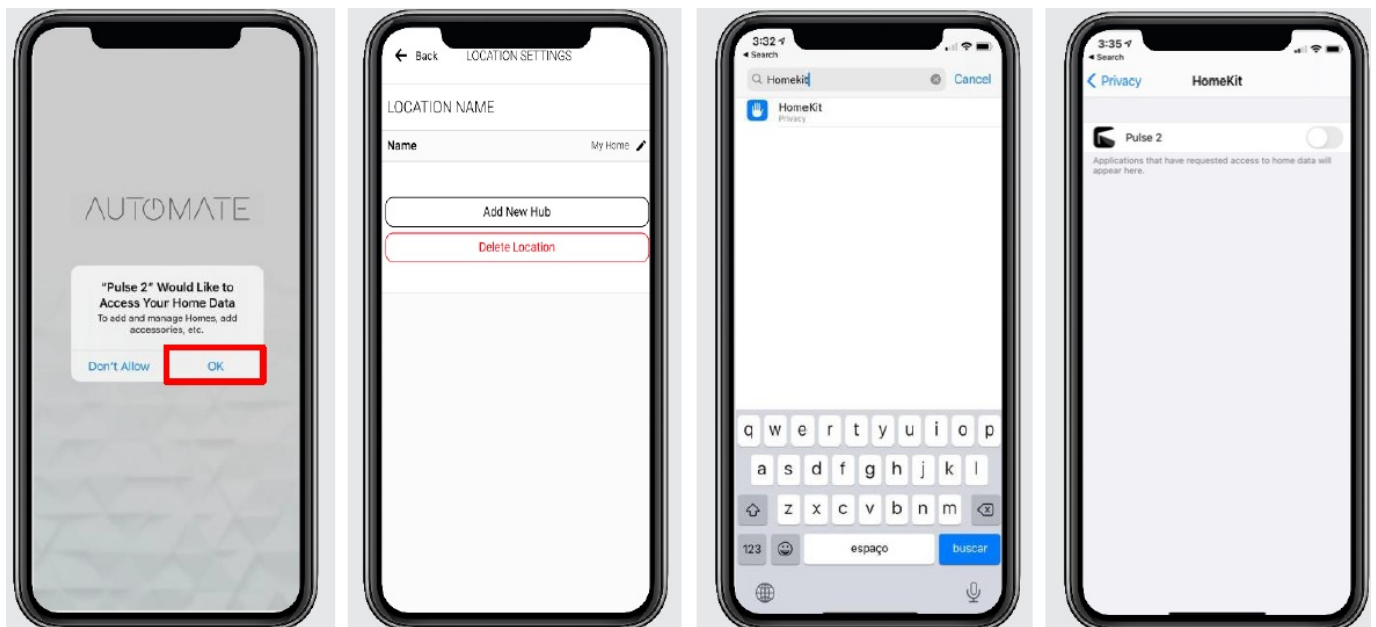 AUTOMATE
"Pulse 2" Would Like to
Access Your Home Data
To add and manage Homes, add
accessories, etc.
Don't Allow OK
← Back LOCATION SETTINGS
LOCATION NAME
Name My Home
Add New Hub
Delete Location
3:32
◀ Search
Homekit Cancel
HomeKit
Privacy
q w e r t y u i o p
a s d f g h j k l
z x c v b n m
123 espaço buscar
3:35
◀ Search
Privacy HomeKit
Pulse 2
Applications that have requested access to home data will
appear here.